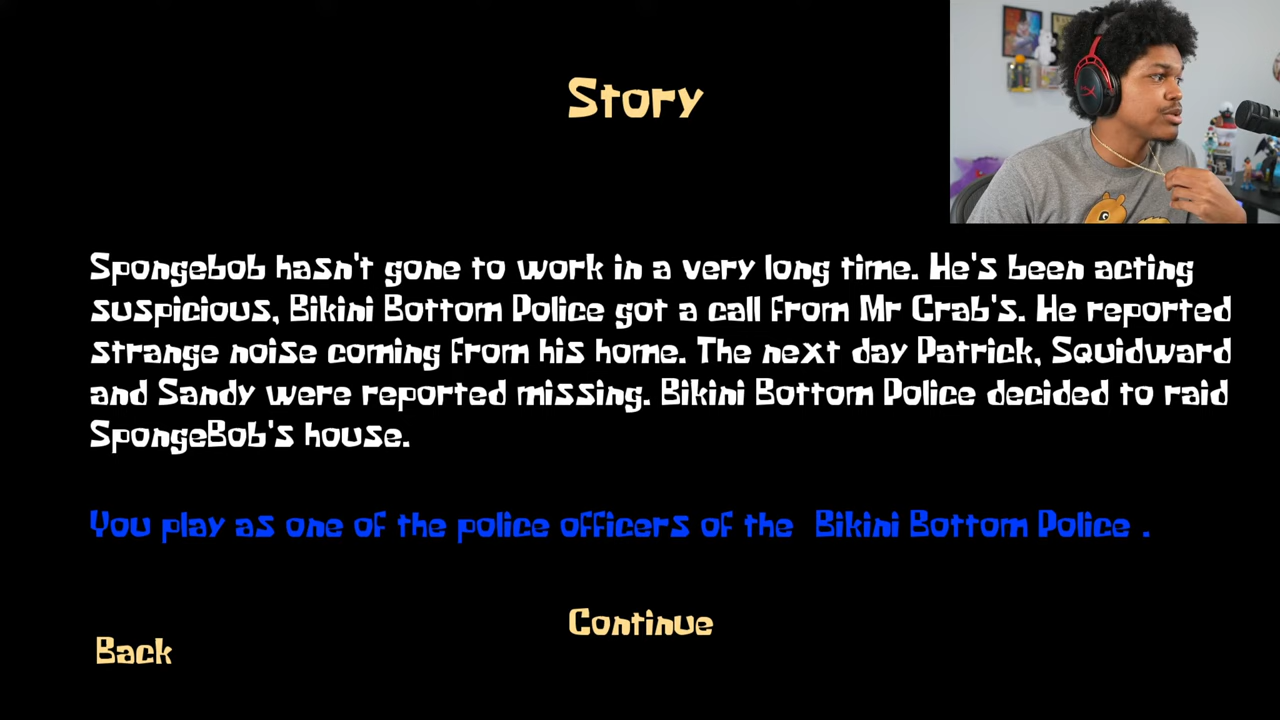 Story
Spongebob hasn't gone to work in a very long time. He's been acting
suspicious, Bikini Bottom Police got a call from Mr Crab's. He reported
strange noise coming from his home. The next day Patrick, Squidward
and Sandy were reported missing. Bikini Bottom Police decided to raid
SpongeBob's house.
You play as one of the police officers of the  Bikini Bottom Police .
Continue
Back